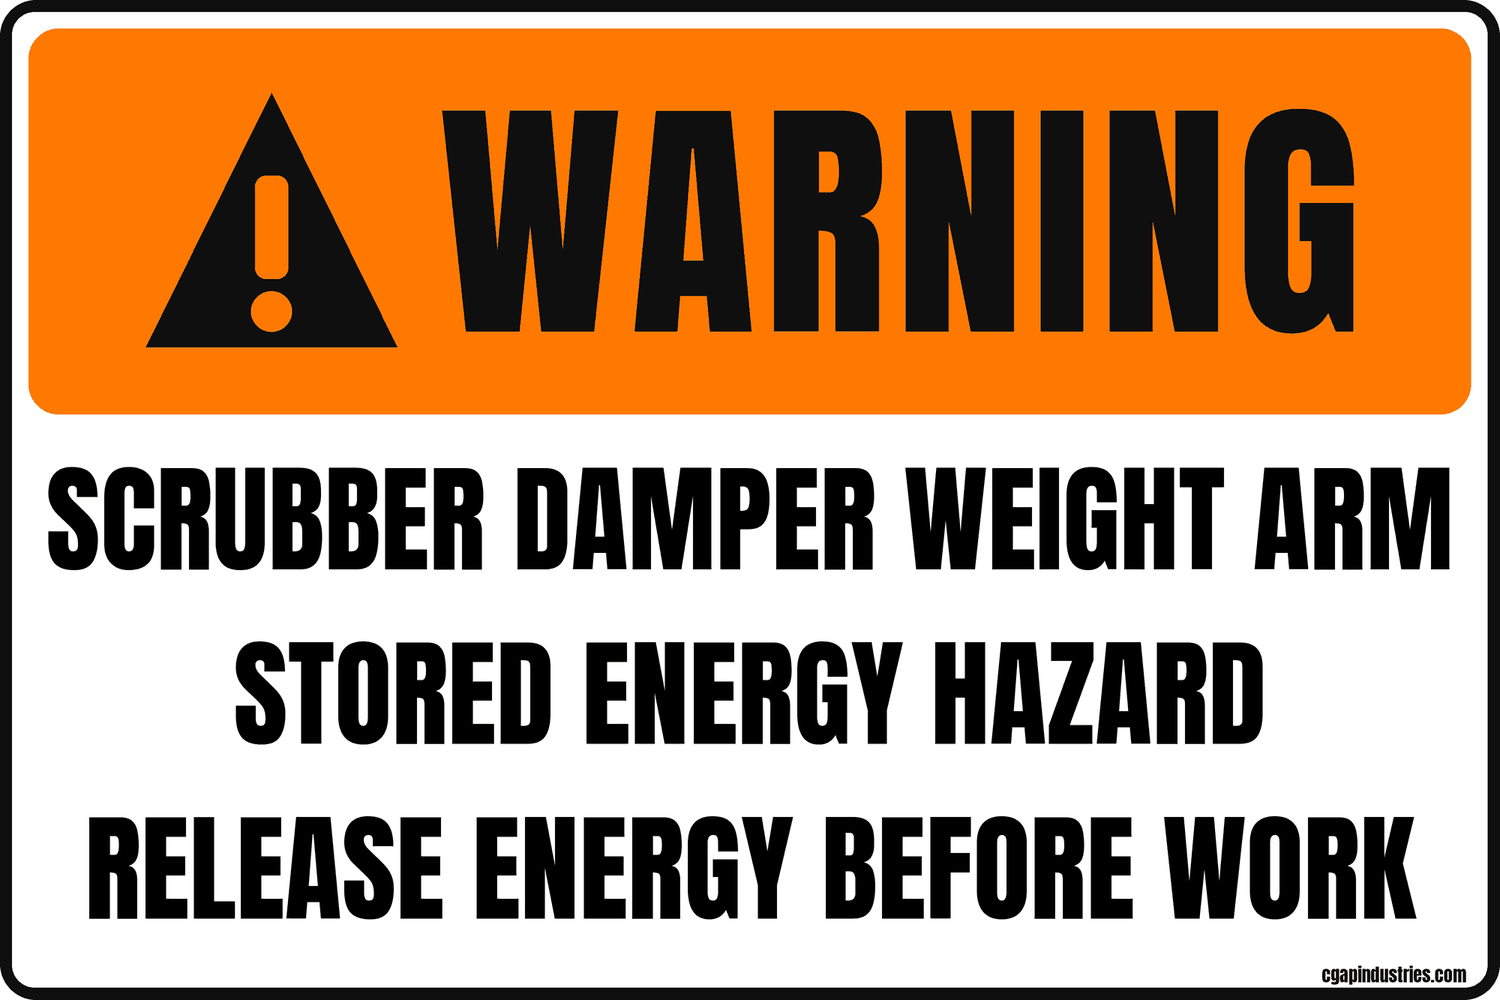 WARNING
SCRUBBER DAMPER WEIGHT ARM
STORED ENERGY HAZARD
RELEASE ENERGY BEFORE WORK
cgapindustries.com